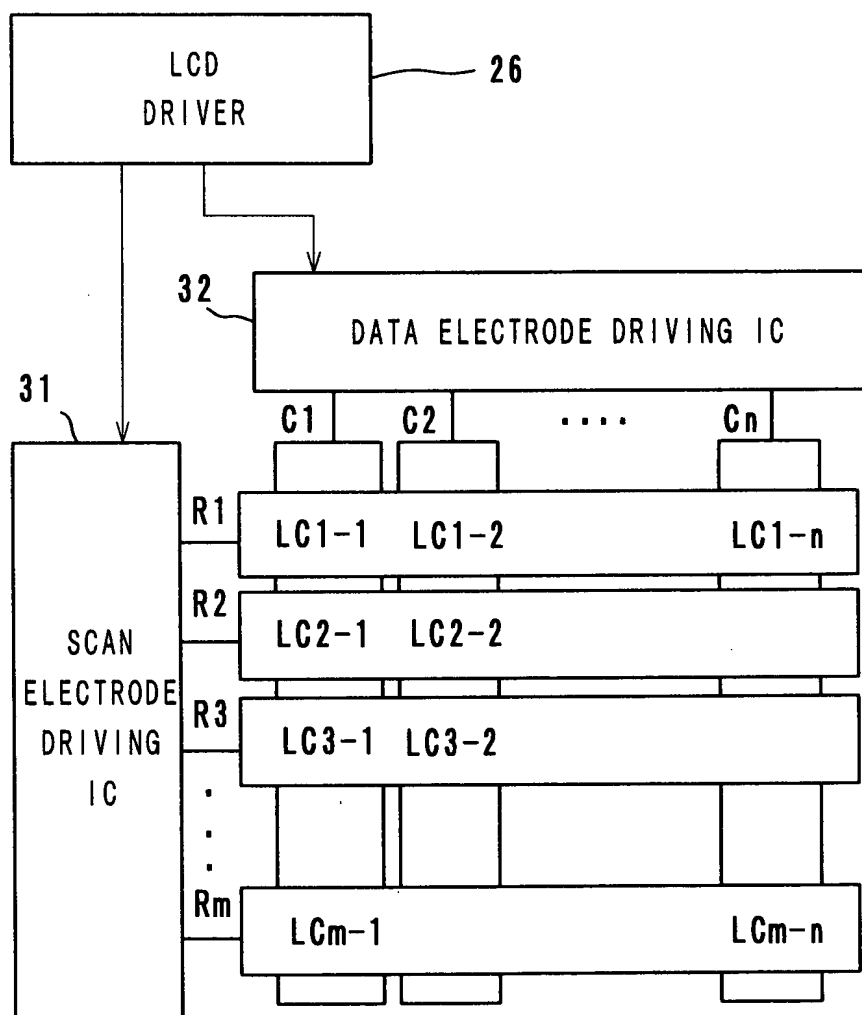 LCD
DRIVER
26
32
DATA ELECTRODE DRIVING IC
31
C1 C2 .... Cn
R1
LC1-1 LC1-2 LC1-n
R2
LC2-1 LC2-2
SCAN
ELECTRODE
DRIVING
IC
R3
LC3-1 LC3-2
Rm
LCm-1 LCm-n